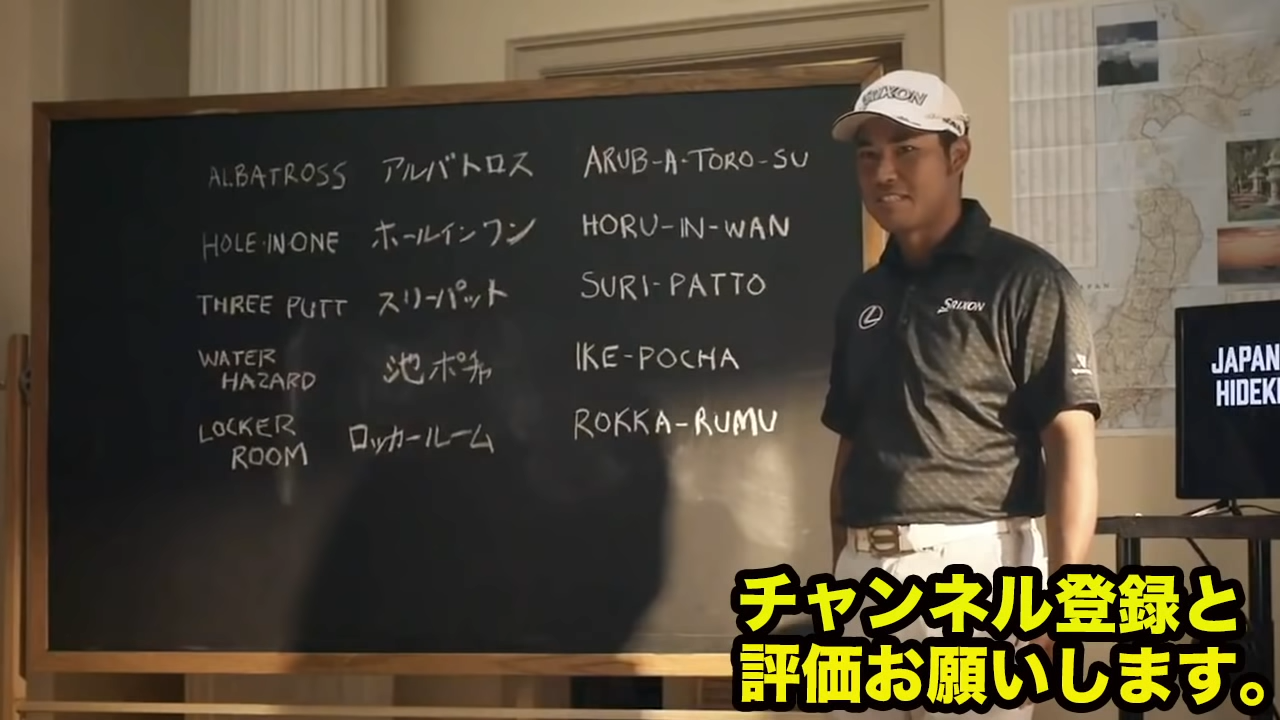 ALBATROSS アルバトロス ARUB-A-TORO-SU
HOLE-IN-ONE ホールインワン HORU-IN-WAN
THREE PUTT スリーパット SURI-PATTO
WATER
HAZARD 池ポチャ IKE-POCHA
LOCKER
ROOM ロッカールーム ROKKA-RUMU
SRIXON
SRIXON
JAPAN
HIDEK
チャンネル登録と
評価お願いします。